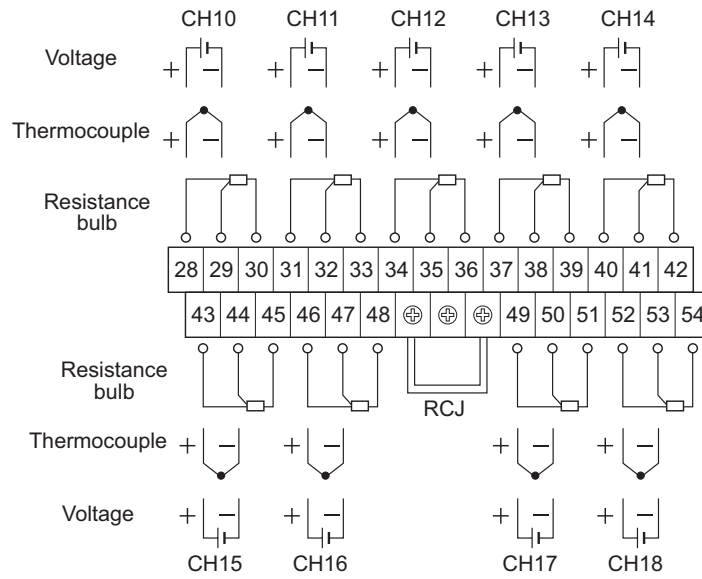 CH10 CH11 CH12 CH13 CH14
Voltage + − + − + − + − + −
Thermocouple + − + − + − + − + −
Resistance
bulb
28 29 30 31 32 33 34 35 36 37 38 39 40 41 42
43 44 45 46 47 48 49 50 51 52 53 54
Resistance
bulb
RCJ
Thermocouple + − + − + − + −
Voltage + − + − + − + −
CH15 CH16 CH17 CH18